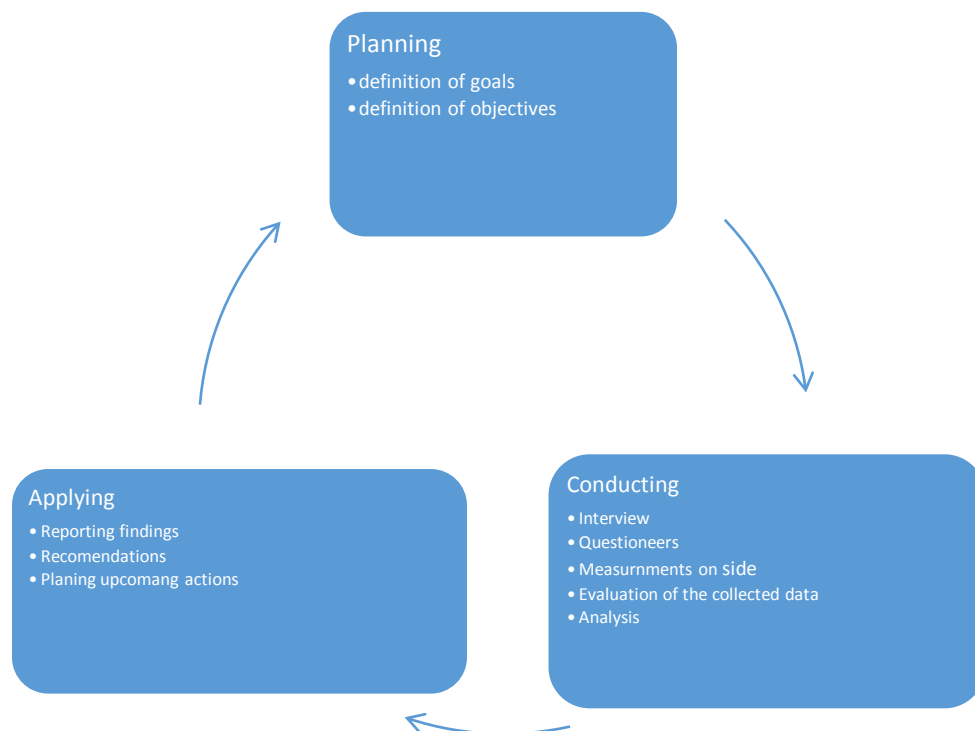 Planning
•definition of goals
•definition of objectives
Conducting
• Interview
• Questioneers
• Measurnments on side
• Evaluation of the collected data
• Analysis
Applying
• Reporting findings
• Recomendations
• Planing upcomang actions